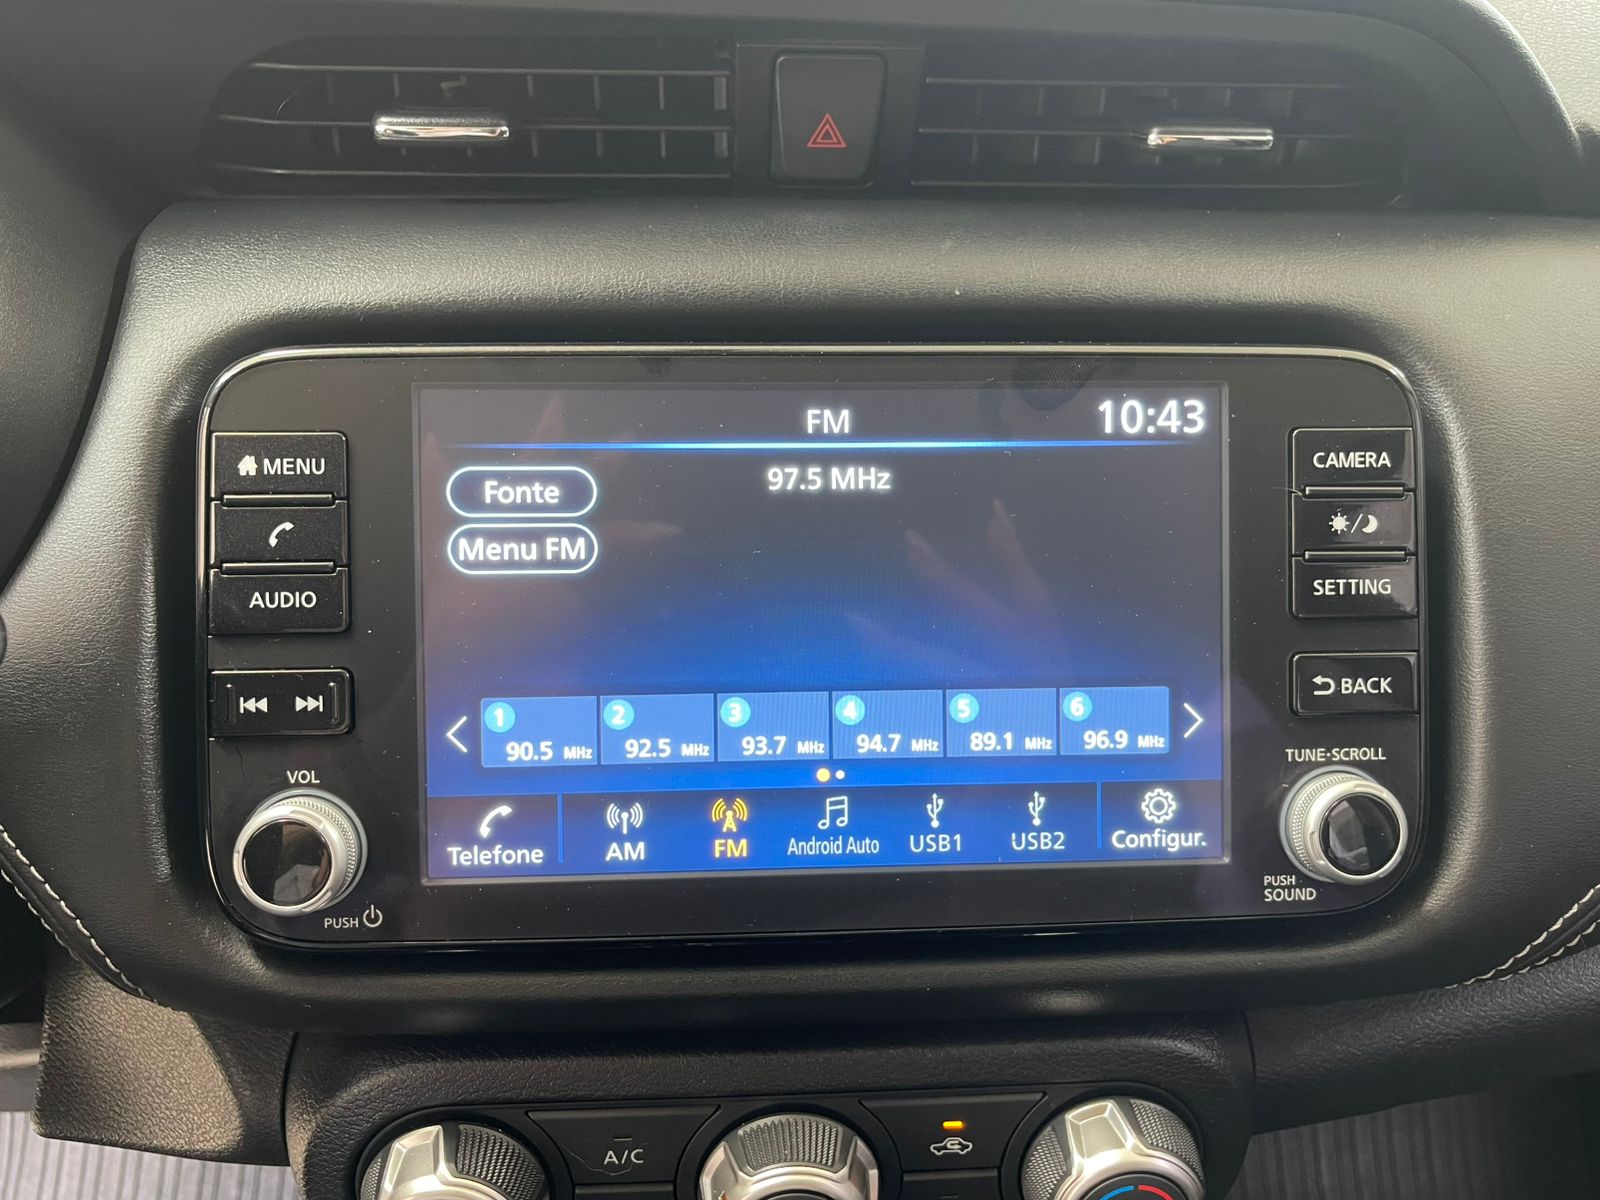 FM
10:43
MENU
Fonte
97.5 MHz
CAMERA
Menu FM
AUDIO
SETTING
BACK
1 90.5 MHz
2 92.5 MHz
3 93.7 MHz
4 94.7 MHz
5 89.1 MHz
6 96.9 MHz
VOL
TUNE·SCROLL
Telefone
AM
FM
Android Auto
USB1
USB2
Configur.
PUSH
PUSH
SOUND
A/C